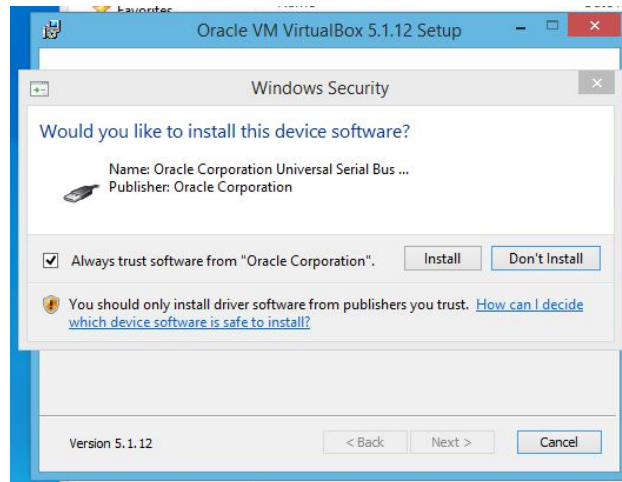 Favorites
Oracle VM VirtualBox 5.1.12 Setup
Windows Security
Would you like to install this device software?
Name: Oracle Corporation Universal Serial Bus ...
Publisher: Oracle Corporation
Always trust software from "Oracle Corporation". Install Don't Install
You should only install driver software from publishers you trust. How can I decide
which device software is safe to install?
Version 5.1.12 < Back Next > Cancel